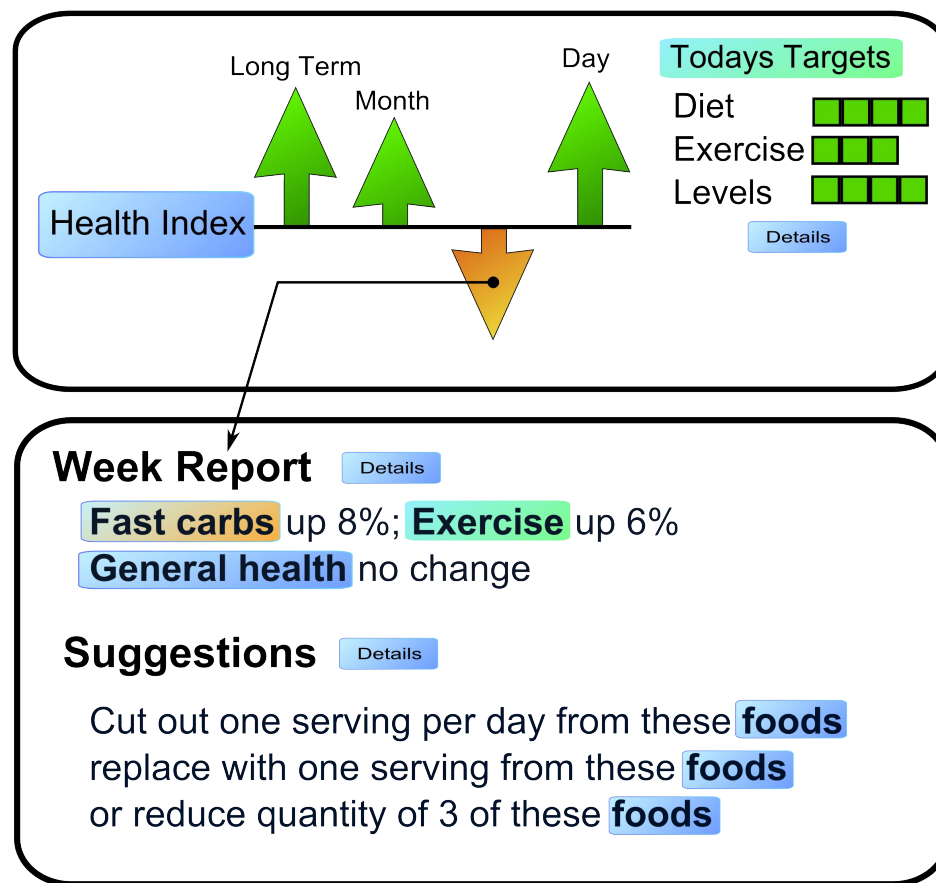 Long Term
Month
Day
Health Index
Todays Targets
Diet
Exercise
Levels
Details
Week Report Details
Fast carbs up 8%; Exercise up 6%
General health no change
Suggestions Details
Cut out one serving per day from these foods
replace with one serving from these foods
or reduce quantity of 3 of these foods